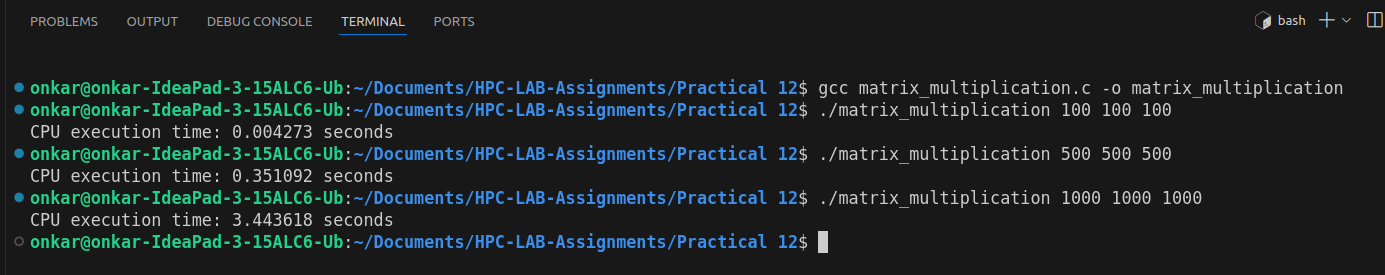 PROBLEMS OUTPUT DEBUG CONSOLE TERMINAL PORTS bash
onkar@onkar-IdeaPad-3-15ALC6-Ub:~/Documents/HPC-LAB-Assignments/Practical 12$ gcc matrix_multiplication.c -o matrix_multiplication
onkar@onkar-IdeaPad-3-15ALC6-Ub:~/Documents/HPC-LAB-Assignments/Practical 12$ ./matrix_multiplication 100 100 100
CPU execution time: 0.004273 seconds
onkar@onkar-IdeaPad-3-15ALC6-Ub:~/Documents/HPC-LAB-Assignments/Practical 12$ ./matrix_multiplication 500 500 500
CPU execution time: 0.351092 seconds
onkar@onkar-IdeaPad-3-15ALC6-Ub:~/Documents/HPC-LAB-Assignments/Practical 12$ ./matrix_multiplication 1000 1000 1000
CPU execution time: 3.443618 seconds
onkar@onkar-IdeaPad-3-15ALC6-Ub:~/Documents/HPC-LAB-Assignments/Practical 12$